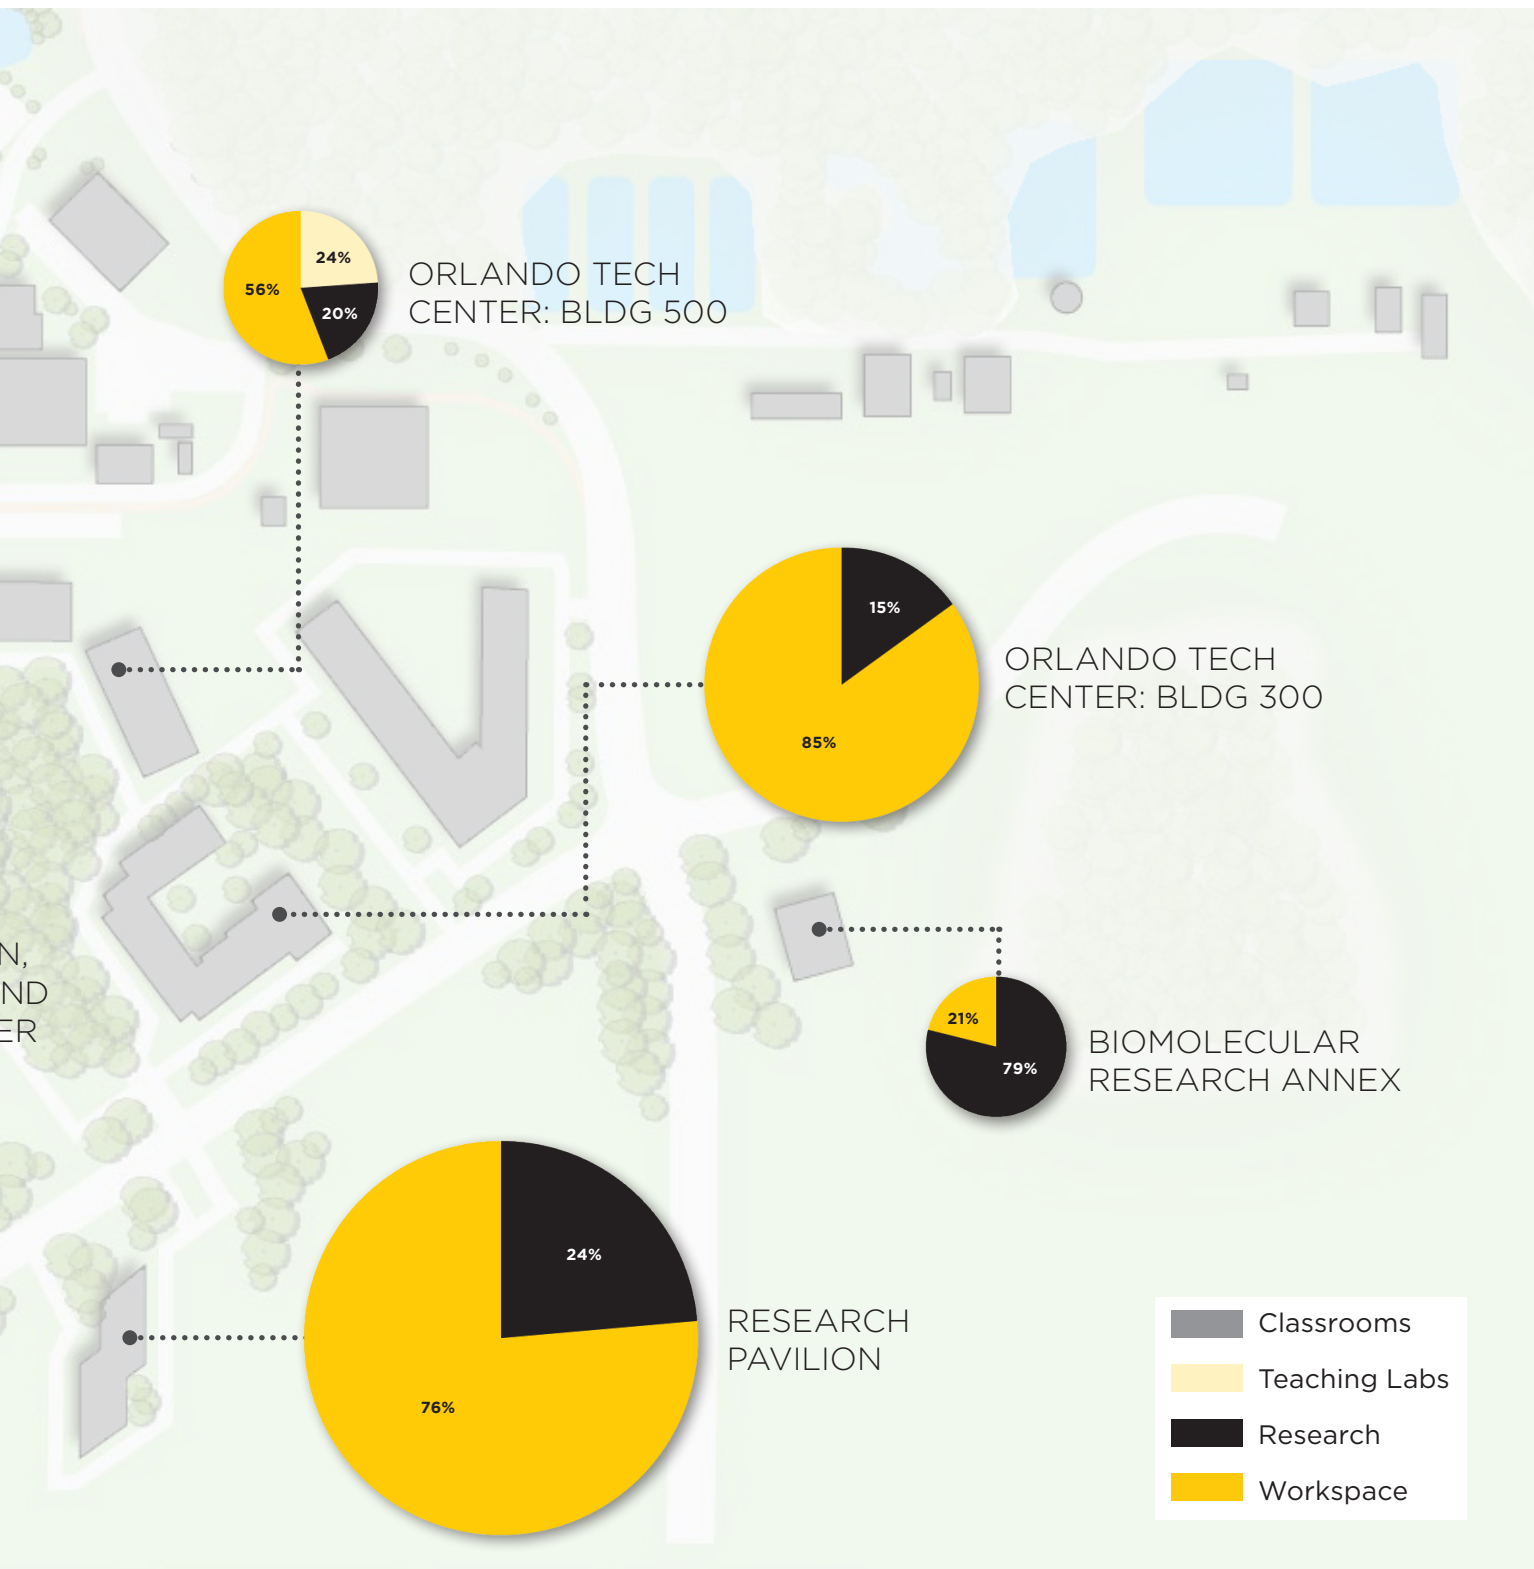 24%
56%
20%
ORLANDO TECH
CENTER: BLDG 500
15%
85%
ORLANDO TECH
CENTER: BLDG 300
N,
ND
ER
21%
79%
BIOMOLECULAR
RESEARCH ANNEX
24%
76%
RESEARCH
PAVILION
Classrooms
Teaching Labs
Research
Workspace